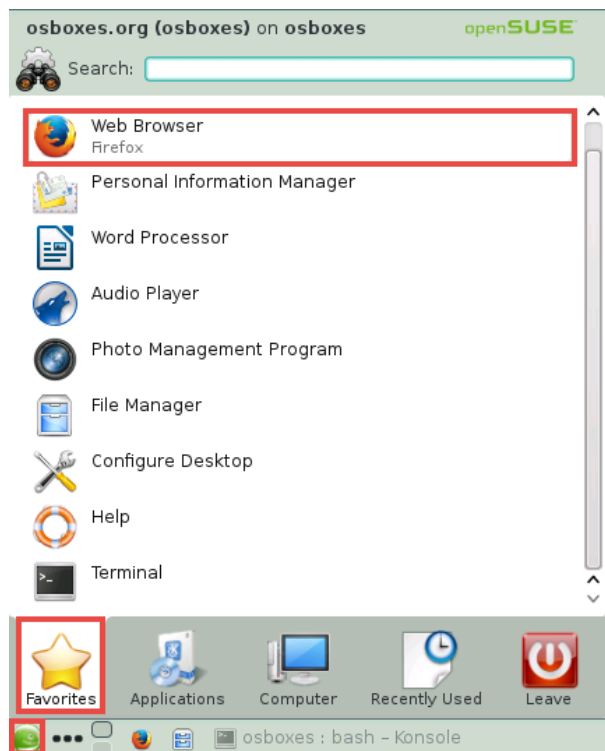 osboxes.org (osboxes) on osboxes openSUSE
Search:
Web Browser
Firefox
Personal Information Manager
Word Processor
Audio Player
Photo Management Program
File Manager
Configure Desktop
Help
Terminal
Favorites Applications Computer Recently Used Leave
osboxes : bash – Konsole